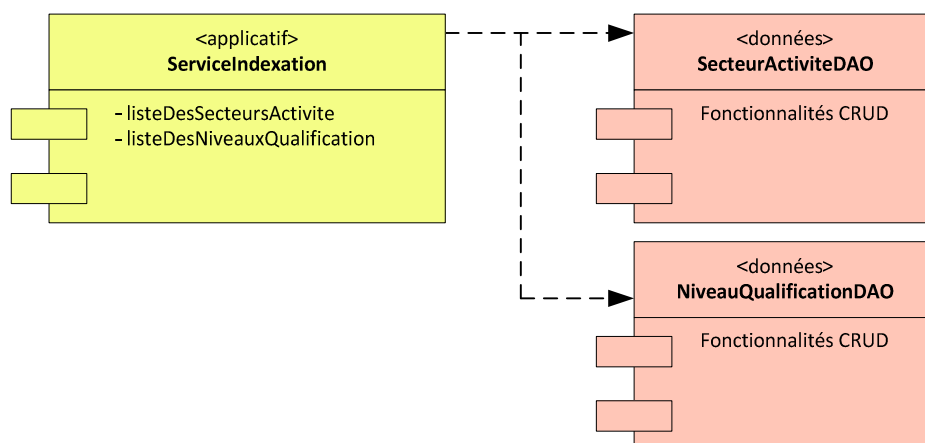 <applicatif>
ServiceIndexation
- listeDesSecteursActivite
- listeDesNiveauxQualification
<données>
SecteurActiviteDAO
Fonctionnalités CRUD
<données>
NiveauQualificationDAO
Fonctionnalités CRUD